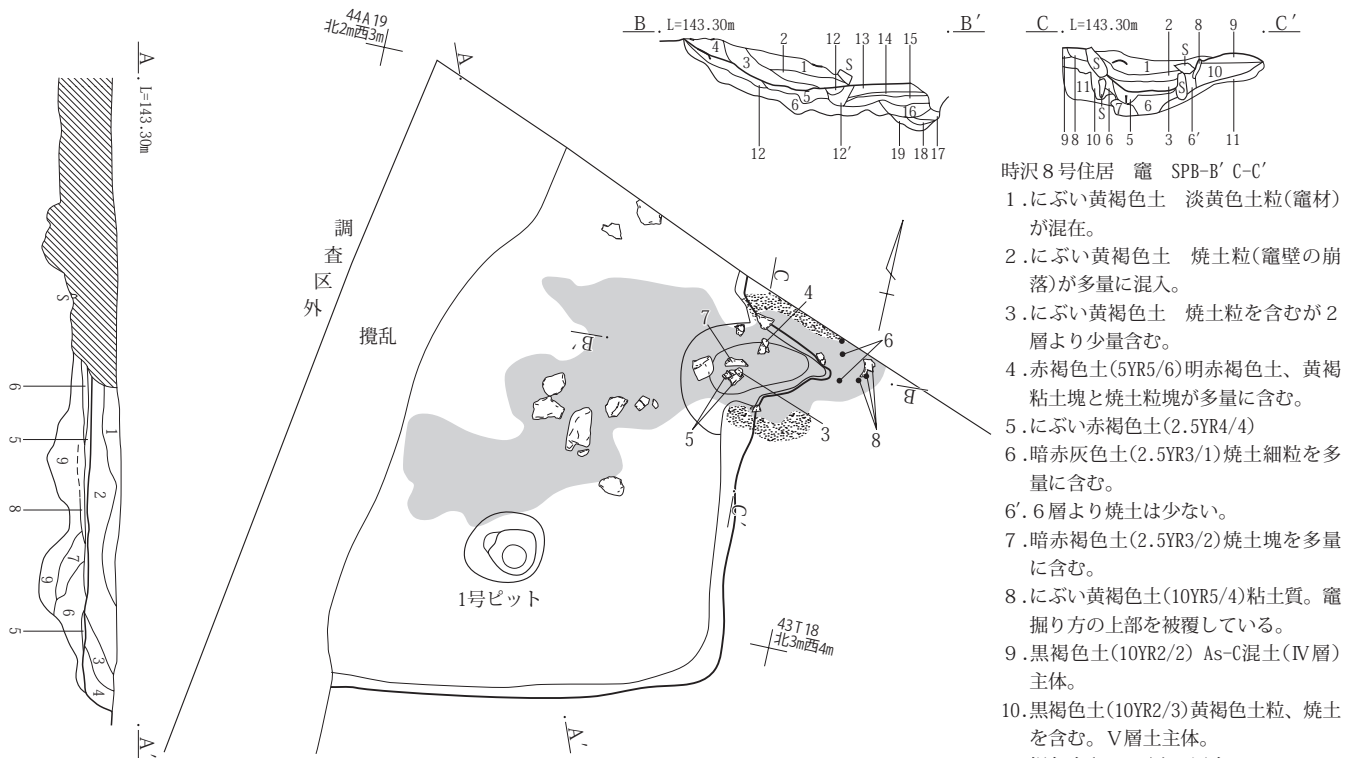 44A19
北2m西3m
A
A
L=143.30m
調
査
区
外
攪乱
S
6
5
9
8
7
9
6
5
1
2
3
4
A′
1号ピット
A′
43T18
北3m西4m
B′
B
C
C′
4
7
6
5
3
8
B L=143.30m B′
2 12 13 14 15
4 3 1 S
5 6 16
12 12′ 19 18 17
C L=143.30m 2 8 9 C′
S 1 S 10
11 S 7 6 S
9 8 10 6 5 3 6′ 11
時沢８号住居　竈　SPB-B′ C-C′
１.にぶい黄褐色土　淡黄色土粒(竈材)
が混在。
２.にぶい黄褐色土　焼土粒(竈壁の崩
落)が多量に混入。
３.にぶい黄褐色土　焼土粒を含むが２
層より少量含む。
４.赤褐色土(5YR5/6)明赤褐色土、黄褐
粘土塊と焼土粒塊が多量に含む。
５.にぶい赤褐色土(2.5YR4/4)
６.暗赤灰色土(2.5YR3/1)焼土細粒を多
量に含む。
6′.６層より焼土は少ない。
７.暗赤褐色土(2.5YR3/2)焼土塊を多量
に含む。
８.にぶい黄褐色土(10YR5/4)粘土質。竈
掘り方の上部を被覆している。
９.黒褐色土(10YR2/2) As-C混土(Ⅳ層)
主体。
10.黒褐色土(10YR2/3)黄褐色土粒、焼土
を含む。Ⅴ層土主体。